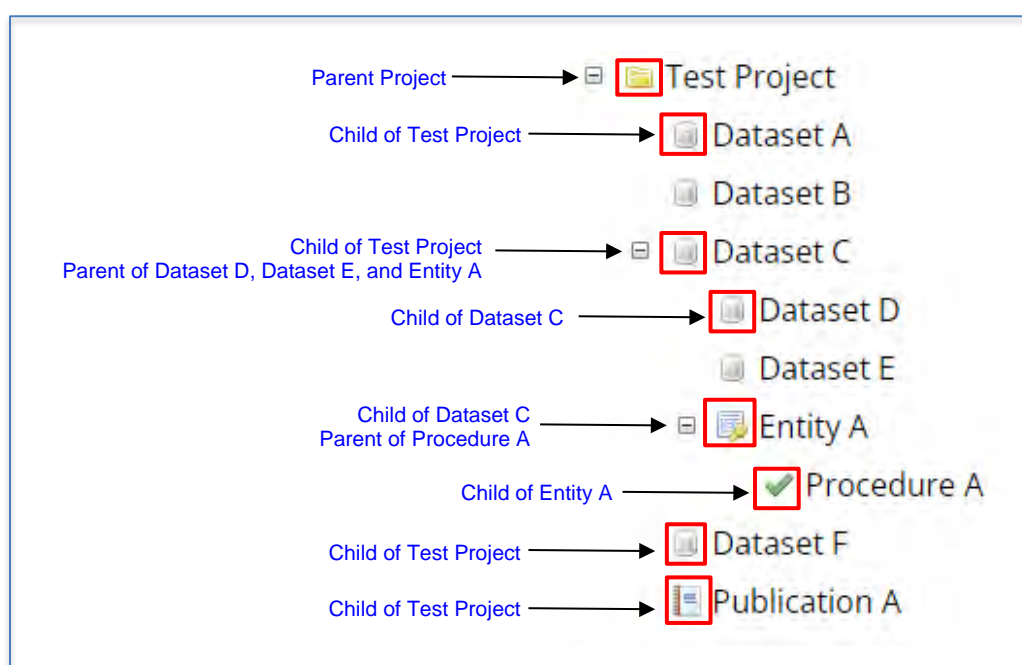 Parent Project Test Project
Child of Test Project Dataset A
Dataset B
Child of Test Project
Parent of Dataset D, Dataset E, and Entity A
Dataset C
Child of Dataset C Dataset D
Dataset E
Child of Dataset C
Parent of Procedure A
Entity A
Child of Entity A Procedure A
Child of Test Project Dataset F
Child of Test Project Publication A